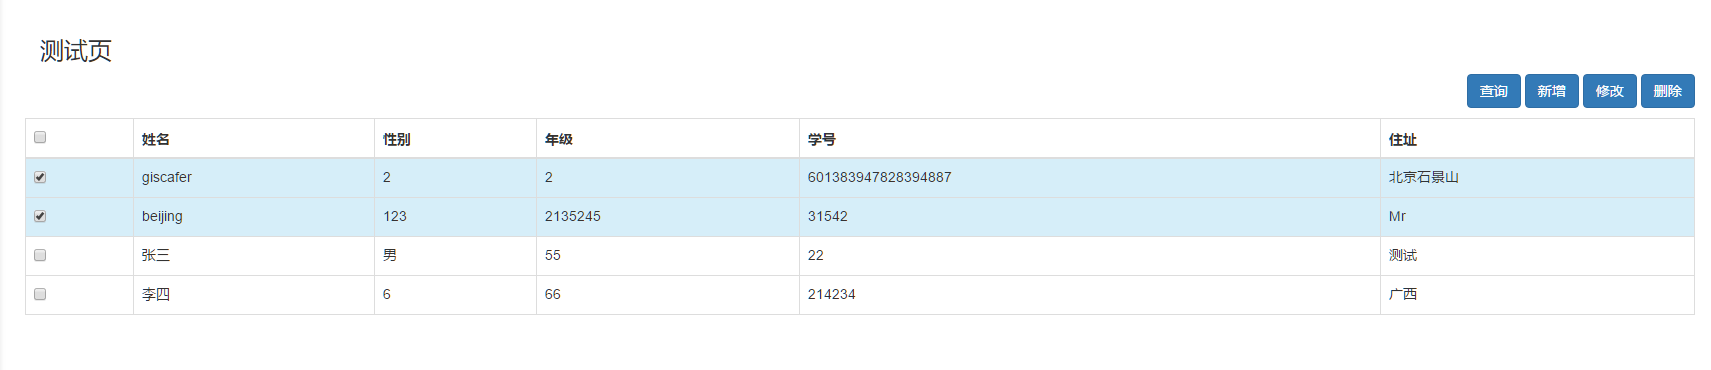 测试页
查询 新增 修改 删除
姓名 性别 年级 学号 住址
giscafer 2 2 601383947828394887 北京石景山
beijing 123 2135245 31542 Mr
张三 男 55 22 测试
李四 6 66 214234 广西